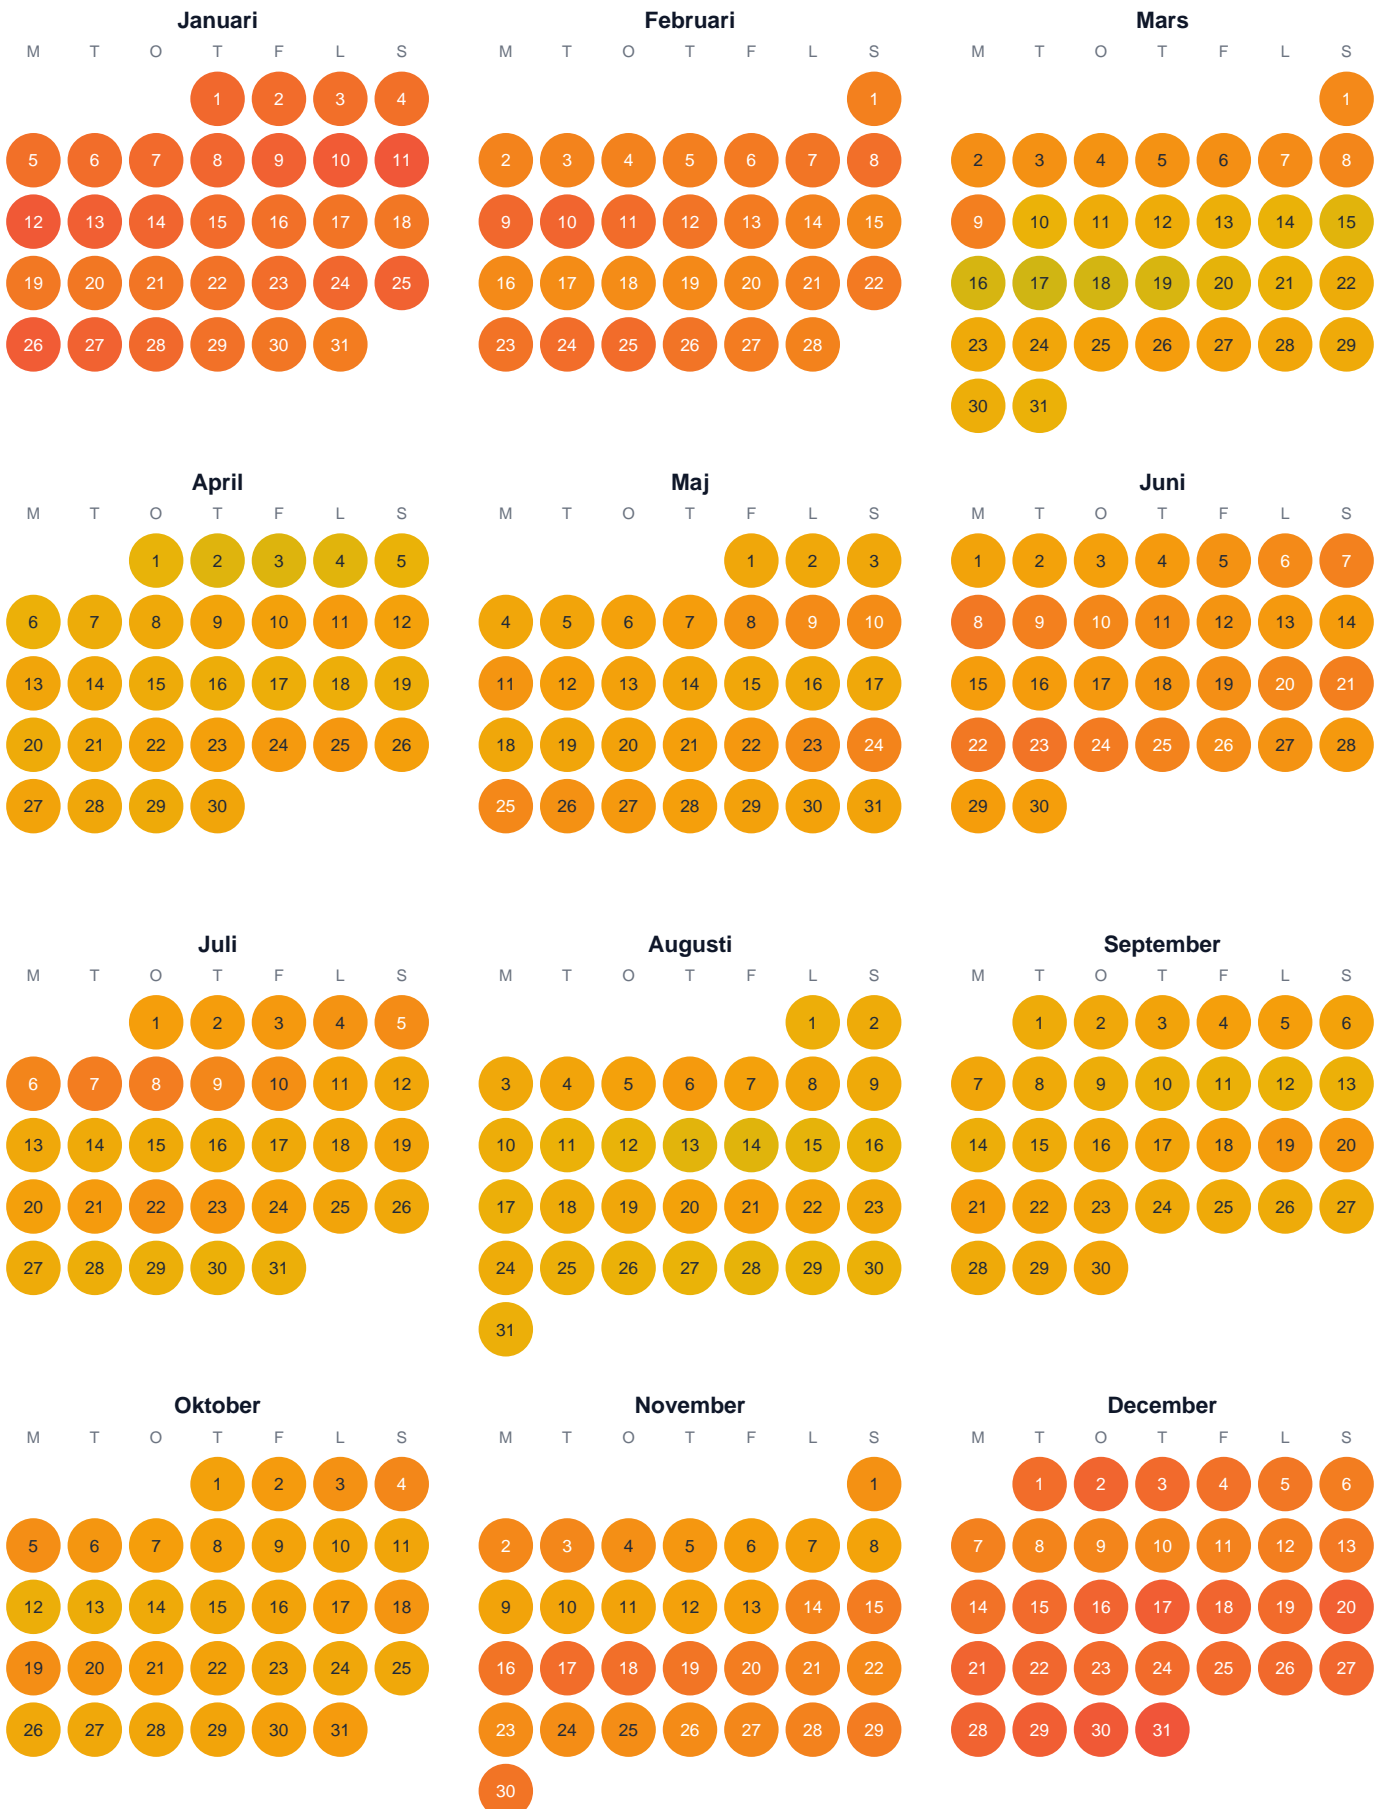 Januari
M T O T F L S
1 2 3 4
5 6 7 8 9 10 11
12 13 14 15 16 17 18
19 20 21 22 23 24 25
26 27 28 29 30 31
Februari
M T O T F L S
1
2 3 4 5 6 7 8
9 10 11 12 13 14 15
16 17 18 19 20 21 22
23 24 25 26 27 28
Mars
M T O T F L S
1
2 3 4 5 6 7 8
9 10 11 12 13 14 15
16 17 18 19 20 21 22
23 24 25 26 27 28 29
30 31
April
M T O T F L S
1 2 3 4 5
6 7 8 9 10 11 12
13 14 15 16 17 18 19
20 21 22 23 24 25 26
27 28 29 30
Maj
M T O T F L S
1 2 3
4 5 6 7 8 9 10
11 12 13 14 15 16 17
18 19 20 21 22 23 24
25 26 27 28 29 30 31
Juni
M T O T F L S
1 2 3 4 5 6 7
8 9 10 11 12 13 14
15 16 17 18 19 20 21
22 23 24 25 26 27 28
29 30
Juli
M T O T F L S
1 2 3 4 5
6 7 8 9 10 11 12
13 14 15 16 17 18 19
20 21 22 23 24 25 26
27 28 29 30 31
Augusti
M T O T F L S
1 2
3 4 5 6 7 8 9
10 11 12 13 14 15 16
17 18 19 20 21 22 23
24 25 26 27 28 29 30
31
September
M T O T F L S
1 2 3 4 5 6
7 8 9 10 11 12 13
14 15 16 17 18 19 20
21 22 23 24 25 26 27
28 29 30
Oktober
M T O T F L S
1 2 3 4
5 6 7 8 9 10 11
12 13 14 15 16 17 18
19 20 21 22 23 24 25
26 27 28 29 30 31
November
M T O T F L S
1
2 3 4 5 6 7 8
9 10 11 12 13 14 15
16 17 18 19 20 21 22
23 24 25 26 27 28 29
30
December
M T O T F L S
1 2 3 4 5 6
7 8 9 10 11 12 13
14 15 16 17 18 19 20
21 22 23 24 25 26 27
28 29 30 31